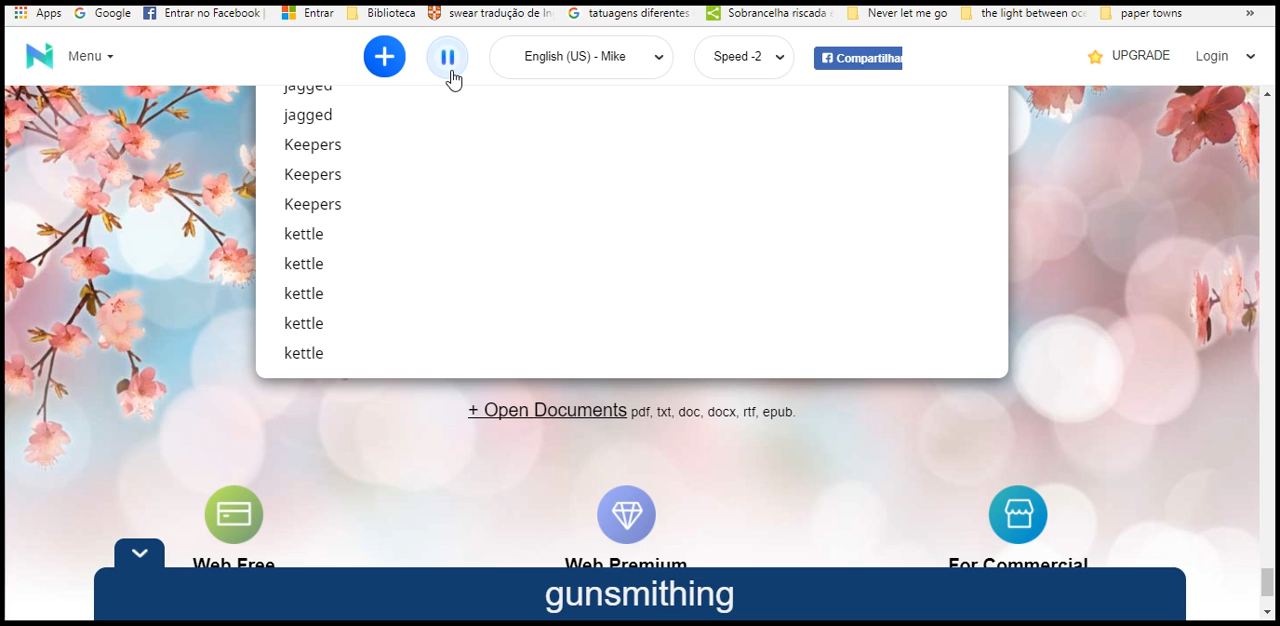 Apps Google Entrar no Facebook Entrar Biblioteca swear tradução de In tatuagens diferentes Sobrancelha riscada Never let me go the light between oce paper towns »
Menu English (US) - Mike Speed -2 Compartilhar UPGRADE Login
jagged
jagged
Keepers
Keepers
Keepers
kettle
kettle
kettle
kettle
kettle
+ Open Documents pdf, txt, doc, docx, rtf, epub.
Web Free Web Premium For Commercial
gunsmithing